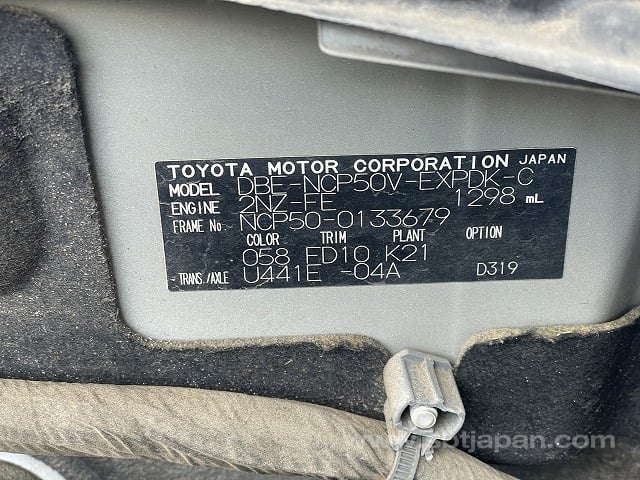 TOYOTA MOTOR CORPORATION JAPAN
MODEL DBE-NCP50V-EXPDK-C
ENGINE 2NZ-FE 1298 mL
FRAME No. NCP50-0133679
COLOR TRIM PLANT OPTION
058 FD10 K21
TRANS./AXLE U441E -04A D319